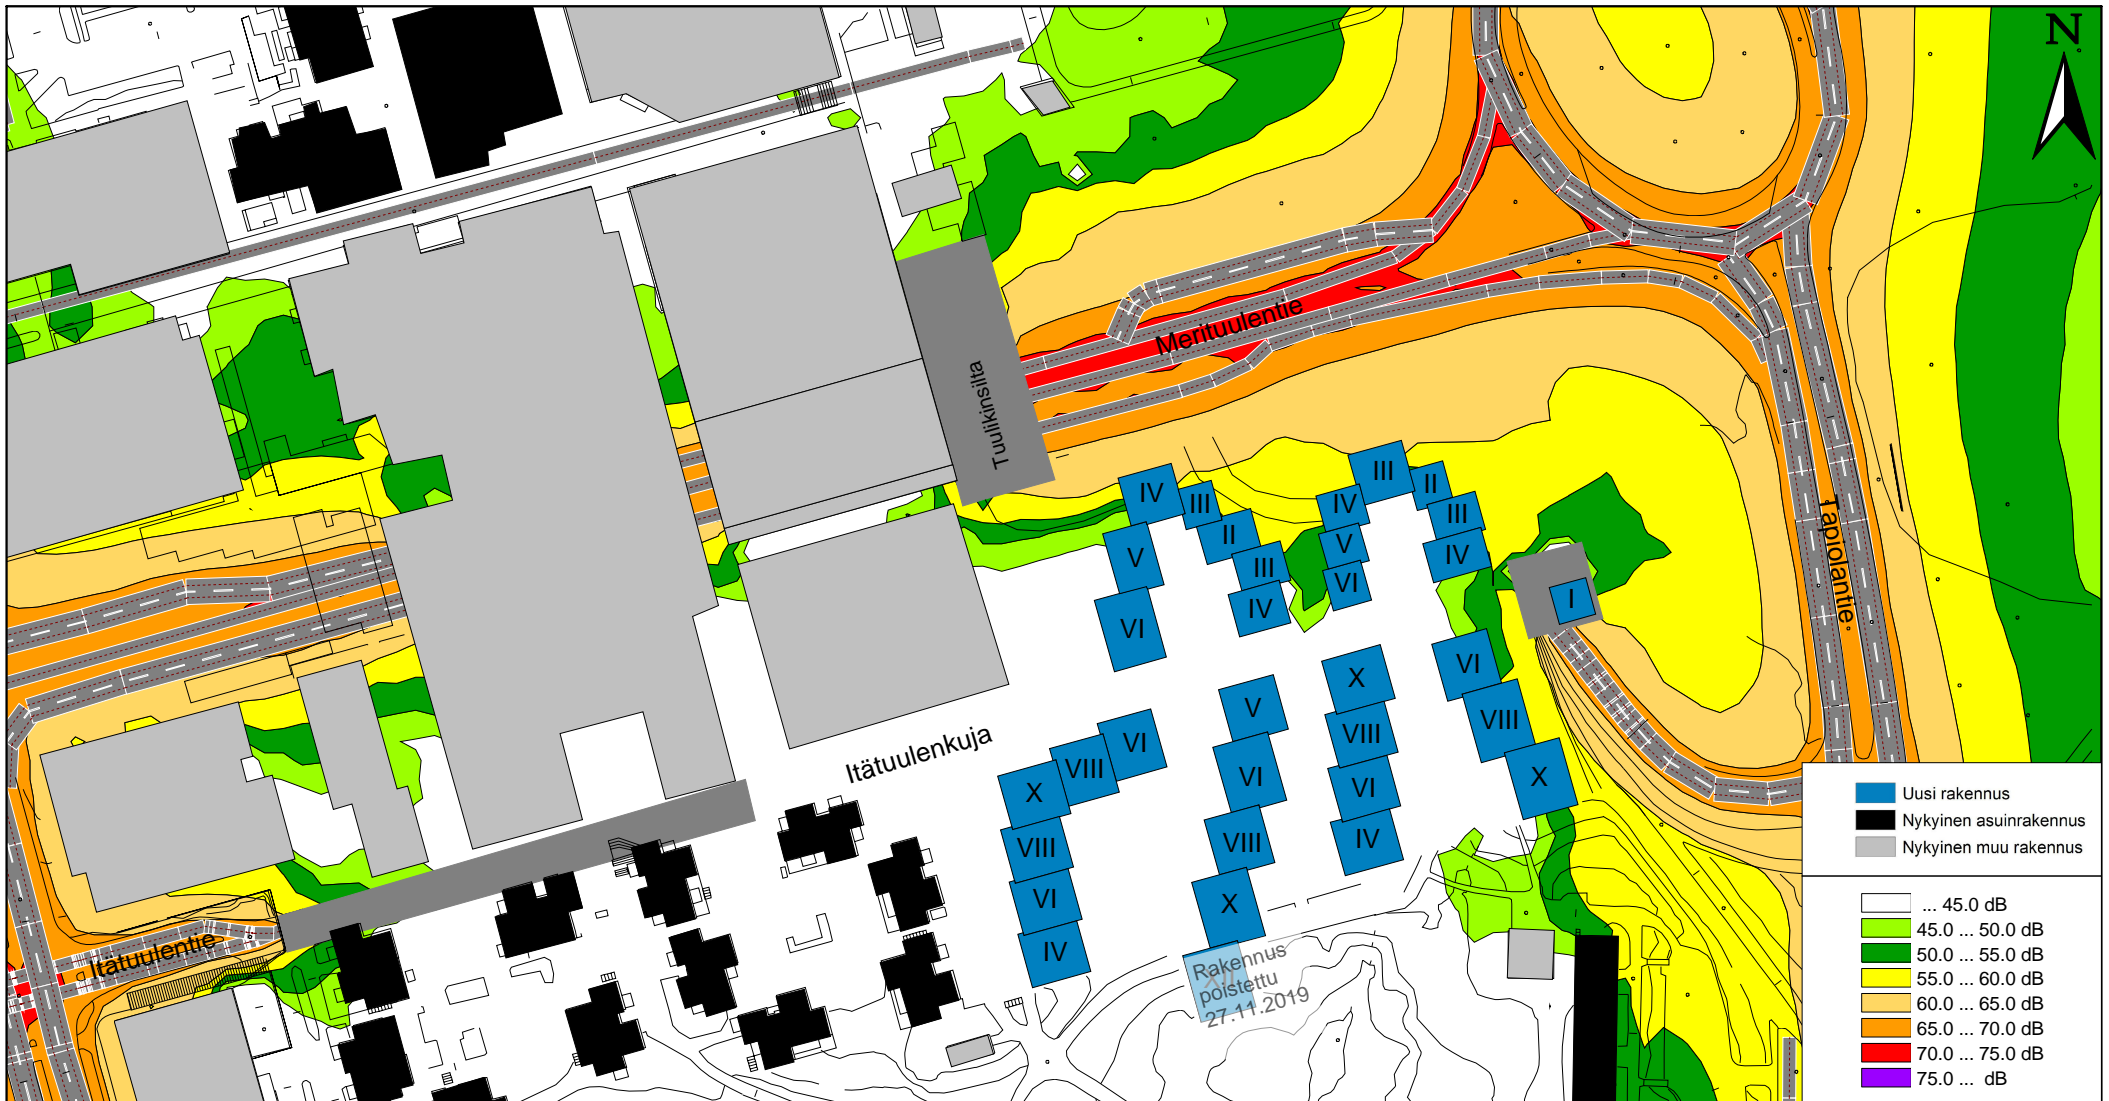 N
Merituulentie
Tuulikinsilta
Tapiolantie
III
II
IV
III
IV
III
II
V
III
V
IV
VI
I
VI
IV
VI
X
VI
V
VIII
VI
VIII
Itätuulenkuja
VIII
X
VI
VI
X
VIII
VIII
IV
VI
X
IV
Itätuulentie
XII
Rakennus
poistettu
27.11.2019
Uusi rakennus
Nykyinen asuinrakennus
Nykyinen muu rakennus
... 45.0 dB
45.0 ... 50.0 dB
50.0 ... 55.0 dB
55.0 ... 60.0 dB
60.0 ... 65.0 dB
65.0 ... 70.0 dB
70.0 ... 75.0 dB
75.0 ... dB